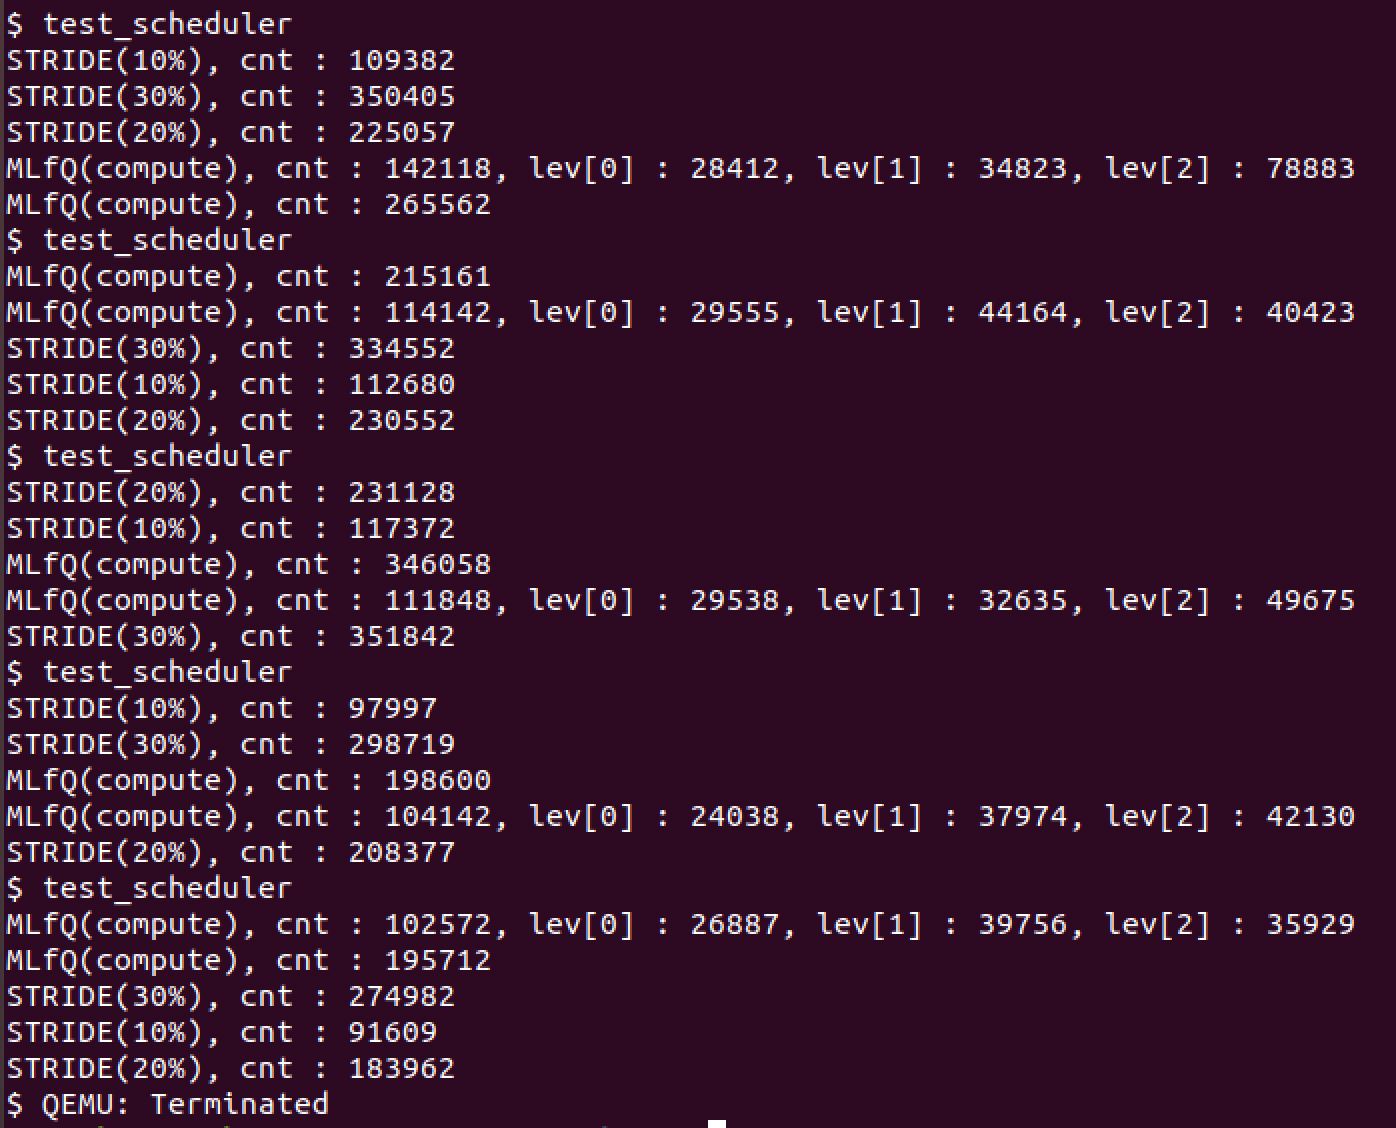 $ test_scheduler
STRIDE(10%), cnt : 109382
STRIDE(30%), cnt : 350405
STRIDE(20%), cnt : 225057
MLfQ(compute), cnt : 142118, lev[0] : 28412, lev[1] : 34823, lev[2] : 78883
MLfQ(compute), cnt : 265562
$ test_scheduler
MLfQ(compute), cnt : 215161
MLfQ(compute), cnt : 114142, lev[0] : 29555, lev[1] : 44164, lev[2] : 40423
STRIDE(30%), cnt : 334552
STRIDE(10%), cnt : 112680
STRIDE(20%), cnt : 230552
$ test_scheduler
STRIDE(20%), cnt : 231128
STRIDE(10%), cnt : 117372
MLfQ(compute), cnt : 346058
MLfQ(compute), cnt : 111848, lev[0] : 29538, lev[1] : 32635, lev[2] : 49675
STRIDE(30%), cnt : 351842
$ test_scheduler
STRIDE(10%), cnt : 97997
STRIDE(30%), cnt : 298719
MLfQ(compute), cnt : 198600
MLfQ(compute), cnt : 104142, lev[0] : 24038, lev[1] : 37974, lev[2] : 42130
STRIDE(20%), cnt : 208377
$ test_scheduler
MLfQ(compute), cnt : 102572, lev[0] : 26887, lev[1] : 39756, lev[2] : 35929
MLfQ(compute), cnt : 195712
STRIDE(30%), cnt : 274982
STRIDE(10%), cnt : 91609
STRIDE(20%), cnt : 183962
$ QEMU: Terminated